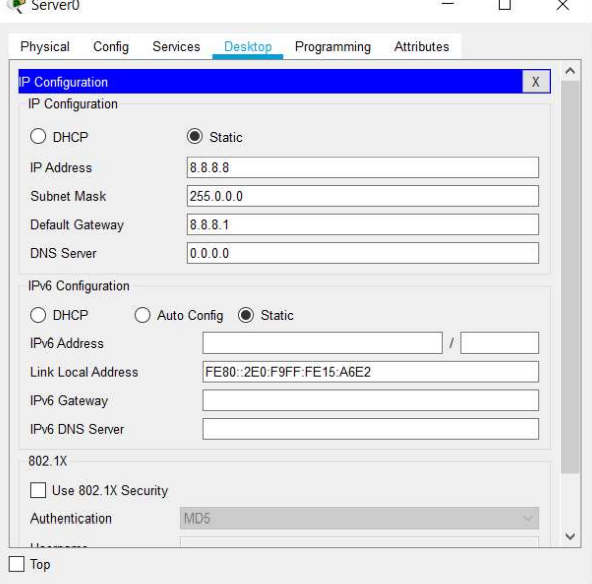 Server0
Physical Config Services Desktop Programming Attributes
IP Configuration X
IP Configuration
DHCP Static
IP Address 8.8.8.8
Subnet Mask 255.0.0.0
Default Gateway 8.8.8.1
DNS Server 0.0.0.0
IPv6 Configuration
DHCP Auto Config Static
IPv6 Address /
Link Local Address FE80::2E0:F9FF:FE15:A6E2
IPv6 Gateway
IPv6 DNS Server
802.1X
Use 802.1X Security
Authentication MD5
Top